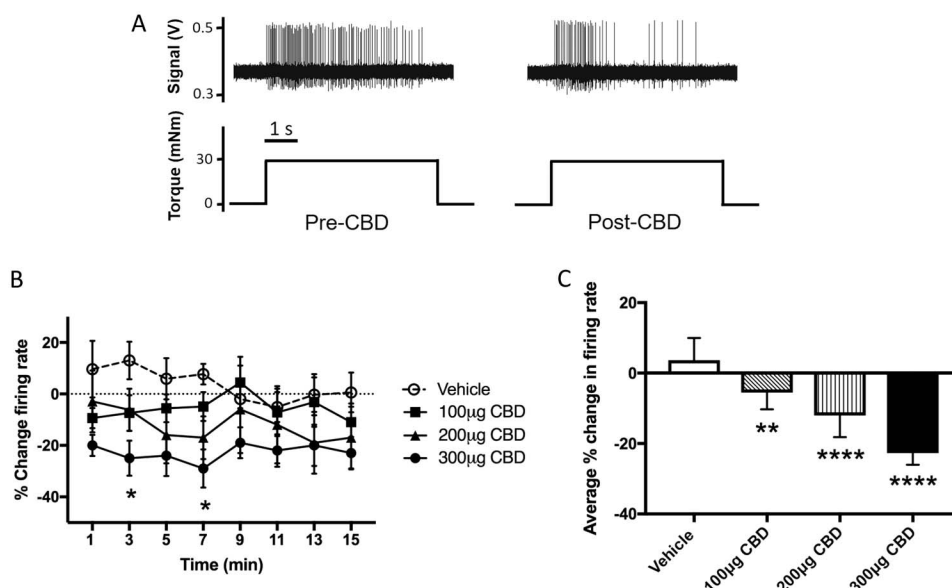 A
Signal (V)
0.5
0.3
Torque (mNm)
30
0
1 s
Pre-CBD
Post-CBD
B
% Change firing rate
20
0
-20
-40
1 3 5 7 9 11 13 15
Time (min)
* *
Vehicle
100μg CBD
200μg CBD
300μg CBD
C
Average % change in firing rate
20
0
-20
-40
**
****
****
Vehicle
100μg CBD
200μg CBD
300μg CBD